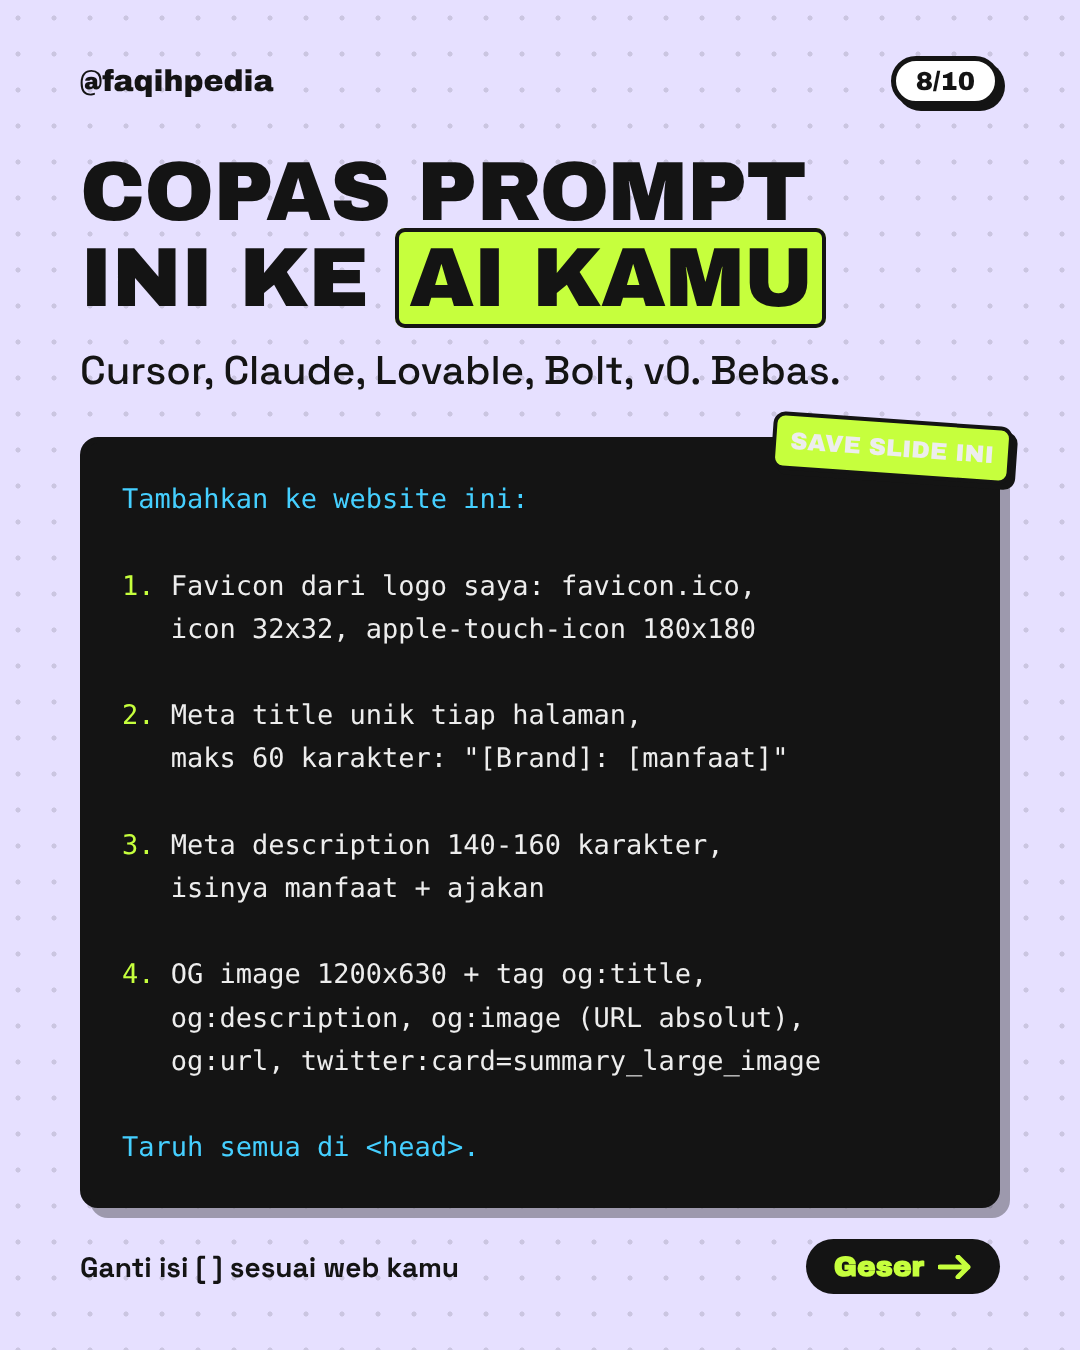 @faqihpedia
8/10
COPAS PROMPT
INI KE AI KAMU
Cursor, Claude, Lovable, Bolt, v0. Bebas.
SAVE SLIDE INI
Tambahkan ke website ini:
1. Favicon dari logo saya: favicon.ico,
icon 32x32, apple-touch-icon 180x180
2. Meta title unik tiap halaman,
maks 60 karakter: "[Brand]: [manfaat]"
3. Meta description 140-160 karakter,
isinya manfaat + ajakan
4. OG image 1200x630 + tag og:title,
og:description, og:image (URL absolut),
og:url, twitter:card=summary_large_image
Taruh semua di <head>.
Ganti isi [ ] sesuai web kamu
Geser →